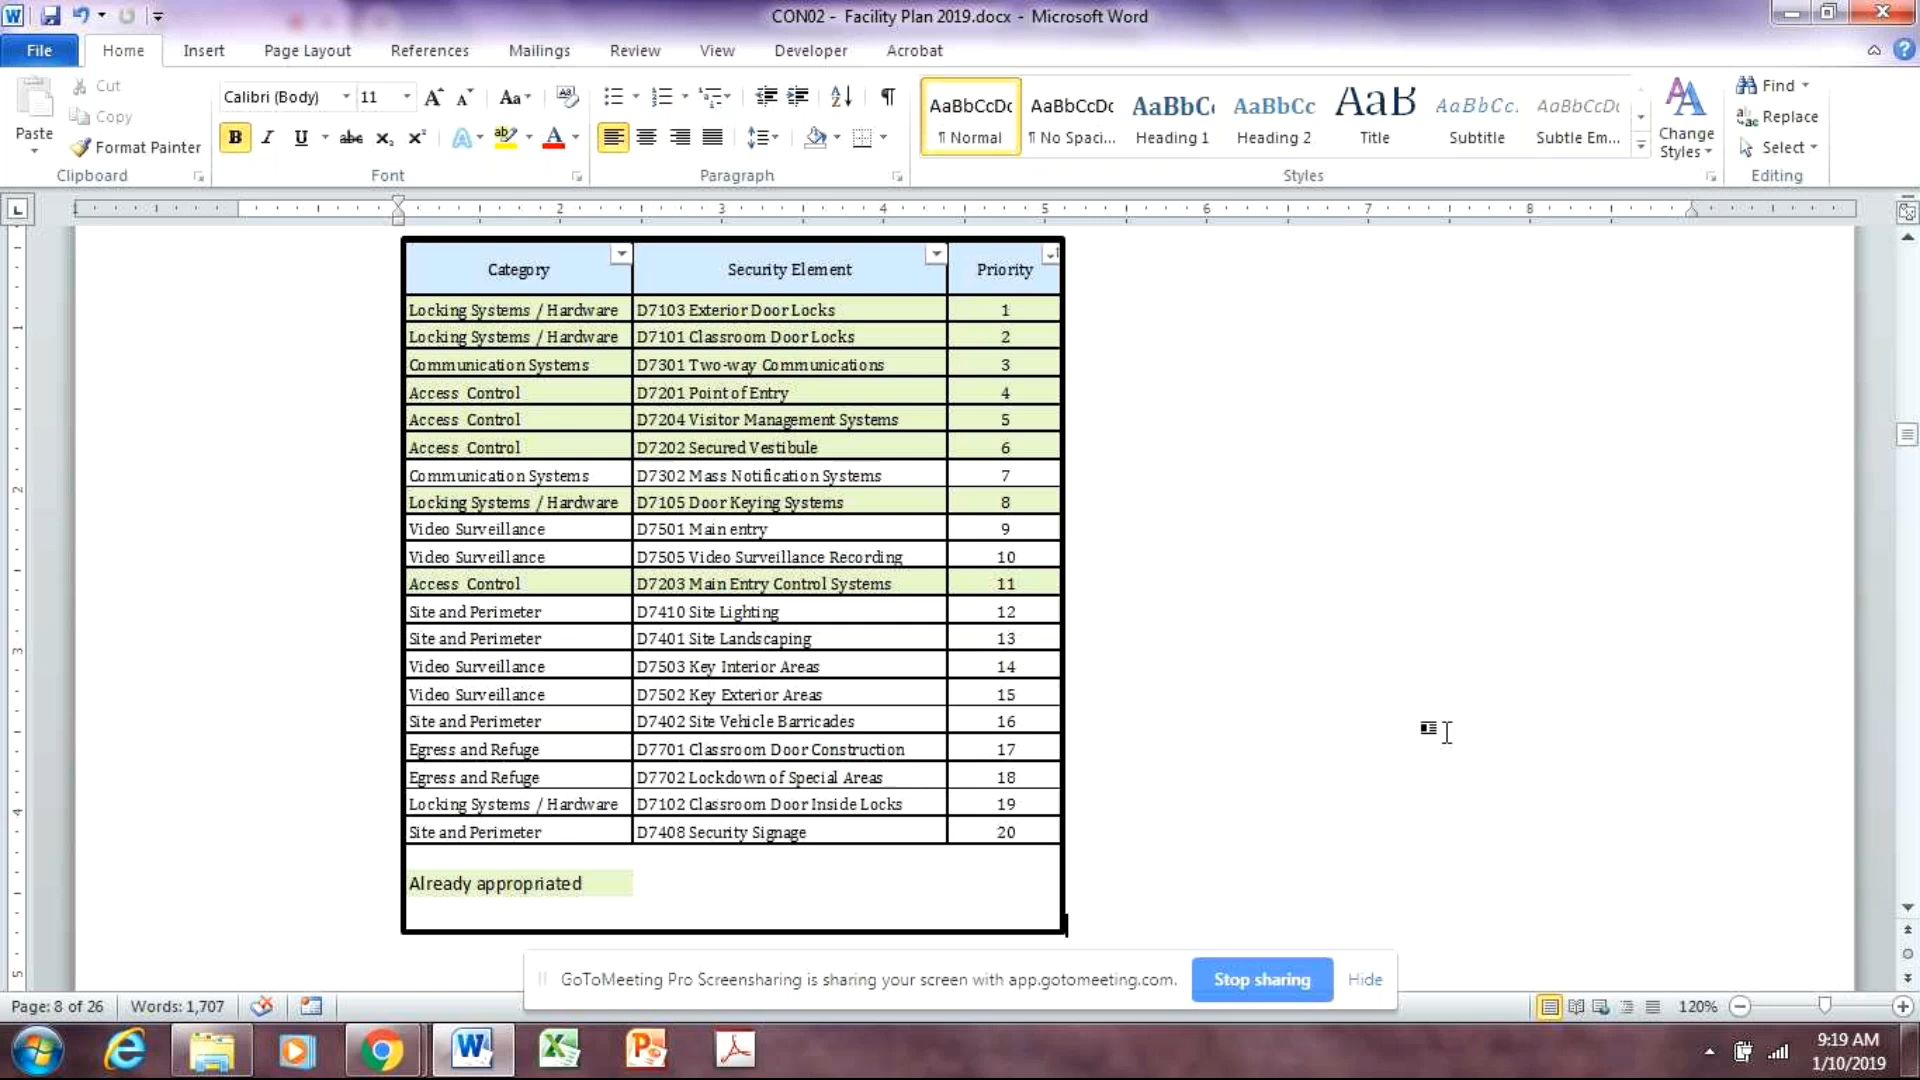 CON02 - Facility Plan 2019.docx - Microsoft Word
File Home Insert Page Layout References Mailings Review View Developer Acrobat
Cut
Copy
Format Painter
Paste
Clipboard
Calibri (Body) 11
Font
Paragraph
AaBbCcDc AaBbCcDc AaBbC AaBbCc AaB AaBbCc. AaBbCcDc
¶ Normal ¶ No Spaci... Heading 1 Heading 2 Title Subtitle Subtle Em...
Change Styles
Styles
Find
Replace
Select
Editing
1 2 3 4 5 6 7 8
Category Security Element Priority
Locking Systems / Hardware D7103 Exterior Door Locks 1
Locking Systems / Hardware D7101 Classroom Door Locks 2
Communication Systems D7301 Two-way Communications 3
Access Control D7201 Point of Entry 4
Access Control D7204 Visitor Management Systems 5
Access Control D7202 Secured Vestibule 6
Communication Systems D7302 Mass Notification Systems 7
Locking Systems / Hardware D7105 Door Keying Systems 8
Video Surveillance D7501 Main entry 9
Video Surveillance D7505 Video Surveillance Recording 10
Access Control D7203 Main Entry Control Systems 11
Site and Perimeter D7410 Site Lighting 12
Site and Perimeter D7401 Site Landscaping 13
Video Surveillance D7503 Key Interior Areas 14
Video Surveillance D7502 Key Exterior Areas 15
Site and Perimeter D7402 Site Vehicle Barricades 16
Egress and Refuge D7701 Classroom Door Construction 17
Egress and Refuge D7702 Lockdown of Special Areas 18
Locking Systems / Hardware D7102 Classroom Door Inside Locks 19
Site and Perimeter D7408 Security Signage 20
Already appropriated
GoToMeeting Pro Screensharing is sharing your screen with app.gotomeeting.com. Stop sharing Hide
Page: 8 of 26 Words: 1,707 120%
9:19 AM
1/10/2019